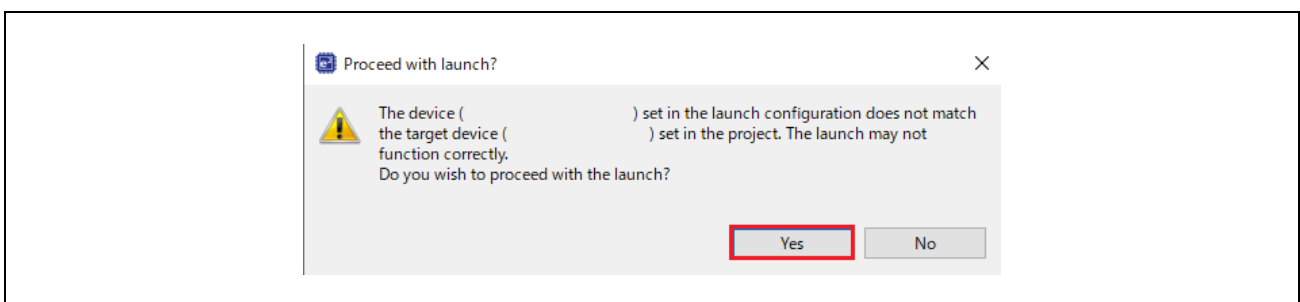 e²
Proceed with launch?
The device (                                        ) set in the launch configuration does not match
the target device (                                  ) set in the project. The launch may not
function correctly.
Do you wish to proceed with the launch?
Yes
No